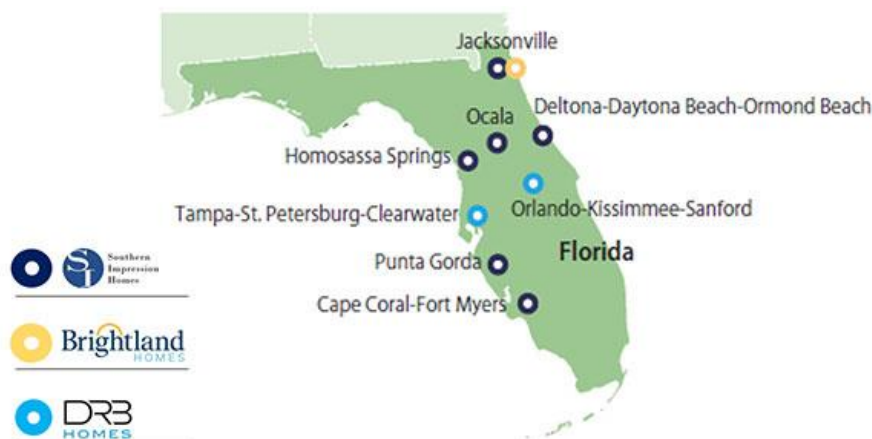 Jacksonville
Deltona-Daytona Beach-Ormond Beach
Ocala
Homosassa Springs
Orlando-Kissimmee-Sanford
Tampa-St. Petersburg-Clearwater
Florida
Punta Gorda
Cape Coral-Fort Myers
SI
Southern
Impression
Homes
Brightland
HOMES
DRB
HOMES